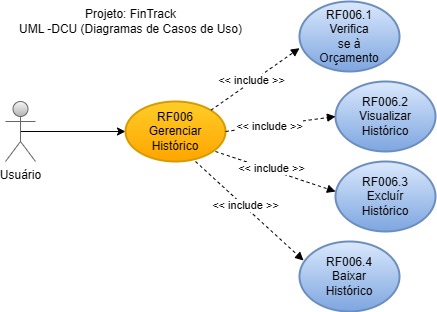 Projeto: FinTrack
UML -DCU (Diagramas de Casos de Uso)
RF006.1
Verifica
se à
Orçamento
<< include >>
RF006.2
Visualizar
Histórico
<< include >>
RF006
Gerenciar
Histórico
Usuário
RF006.3
Excluír
Histórico
<< include >>
<< include >>
RF006.4
Baixar
Histórico